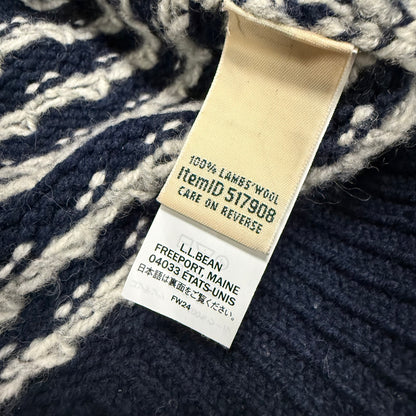 100% LAMBS' WOOL
ItemID 517908
CARE ON REVERSE
L.L.BEAN
FREEPORT, MAINE
04033 ETATS-UNIS
日本語は裏面をご覧ください。
FW24